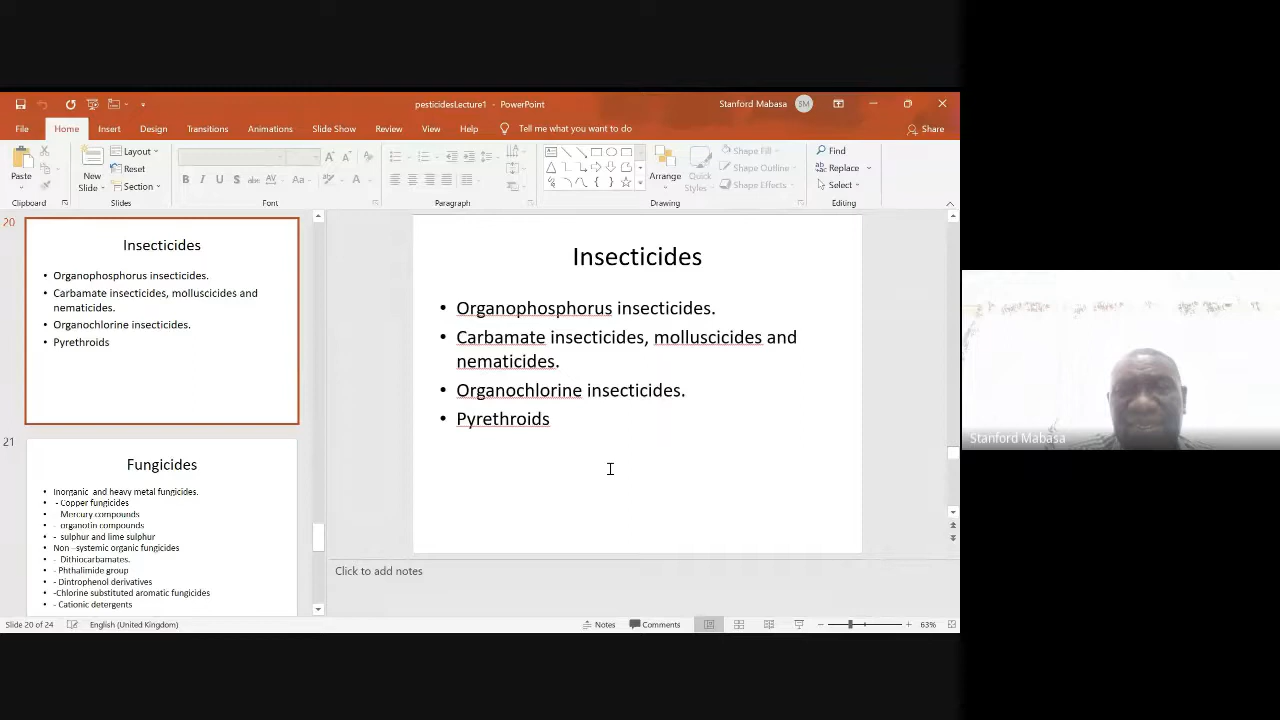 pesticidesLecture1 - PowerPoint
Stanford Mabasa
SM
File
Home
Insert
Design
Transitions
Animations
Slide Show
Review
View
Help
Tell me what you want to do
Share
Paste
New
Slide
Layout
Reset
Section
B I U S abc AV Aa A
Arrange
Quick
Styles
Shape Fill
Shape Outline
Shape Effects
Find
Replace
Select
Clipboard
Slides
Font
Paragraph
Drawing
Editing
20
Insecticides
• Organophosphorus insecticides.
• Carbamate insecticides, molluscicides and
nematicides.
• Organochlorine insecticides.
• Pyrethroids
21
Fungicides
• Inorganic and heavy metal fungicides.
• - Copper fungicides
• Mercury compounds
• - organotin compounds
• - sulphur and lime sulphur
• Non –systemic organic fungicides
• - Dithiocarbamates.
• - Phthalimide group
• - Dintrophenol derivatives
• -Chlorine substituted aromatic fungicides
• - Cationic detergents
Insecticides
• Organophosphorus insecticides.
• Carbamate insecticides, molluscicides and
nematicides.
• Organochlorine insecticides.
• Pyrethroids
Click to add notes
Slide 20 of 24
English (United Kingdom)
Notes
Comments
63%
Stanford Mabasa